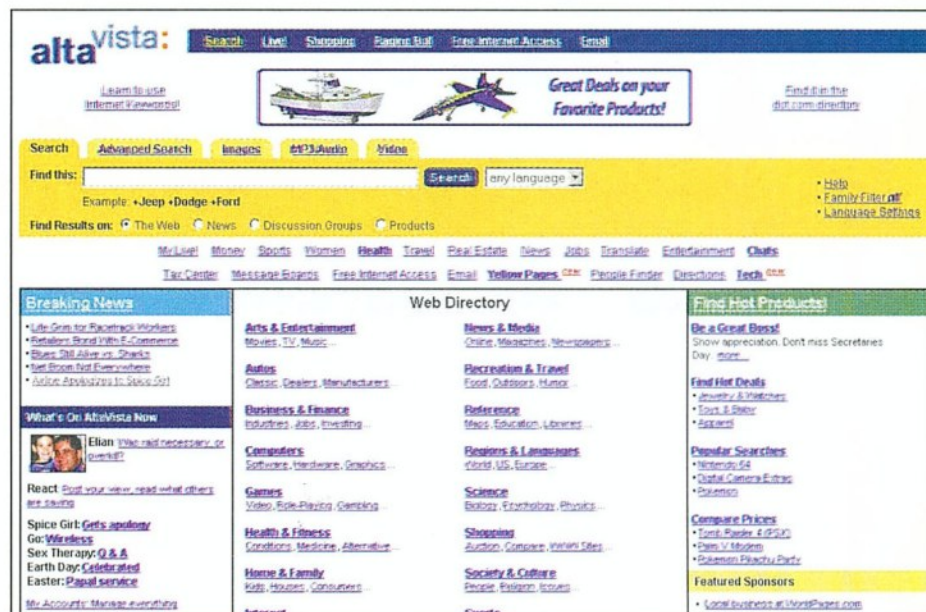 altavista: Search Live! Shopping Raging Bull Free Internet Access Email
Learn to use
Internet Keywords!
Great Deals on your
Favorite Products!
Find it in the
dot.com directory
Search Advanced Search Images MP3/Audio Video
Find this: Search any language
Example: +Jeep +Dodge +Ford
Find Results on: The Web News Discussion Groups Products
• Help
• Family Filter off
• Language Settings
My Live! Money Sports Women Health Travel Real Estate News Jobs Translate Entertainment Chats
Tax Center Message Boards Free Internet Access Email Yellow Pages People Finder Directions Tech
Breaking News
• Life Grim for Racetrack Workers
• Retailers Bond With E-Commerce
• Blues Still Alive vs. Sharks
• Net Boom Not Everywhere
• Airline Apologizes to Spice Girl
What's On AltaVista Now
Elian Was raid necessary, or
overkill?
React Post your view, read what others
are saying
Spice Girl: Gets apology
Go: Wireless
Sex Therapy: Q & A
Earth Day: Celebrated
Easter: Papal service
My Accounts: Manage everything
Web Directory
Arts & Entertainment
Movies, TV, Music...
Autos
Classic, Dealers, Manufacturers...
Business & Finance
Industries, Jobs, Investing...
Computers
Software, Hardware, Graphics...
Games
Video, Role-Playing, Gambling...
Health & Fitness
Conditions, Medicine, Alternative...
Home & Family
Kids, Houses, Consumers...
Internet
News & Media
Online, Magazines, Newspapers...
Recreation & Travel
Food, Outdoors, Humor...
Reference
Maps, Education, Libraries...
Regions & Languages
World, US, Europe...
Science
Biology, Psychology, Physics...
Shopping
Auction, Compare, Sites...
Society & Culture
People, Religion, Issues...
Sports
Find Hot Products!
Be a Great Boss!
Show appreciation. Don't miss Secretaries
Day. more...
Find Hot Deals
• Jewelry & Watches
• Toys & Baby
• Apparel
Popular Searches
• Nintendo 64
• Digital Camera Extras
• Pokemon
Compare Prices
• Tomb Raider 4 (PSX)
• Palm V Modem
• Pokemon Pikachu Party
Featured Sponsors
• Local business at WorldPages.com